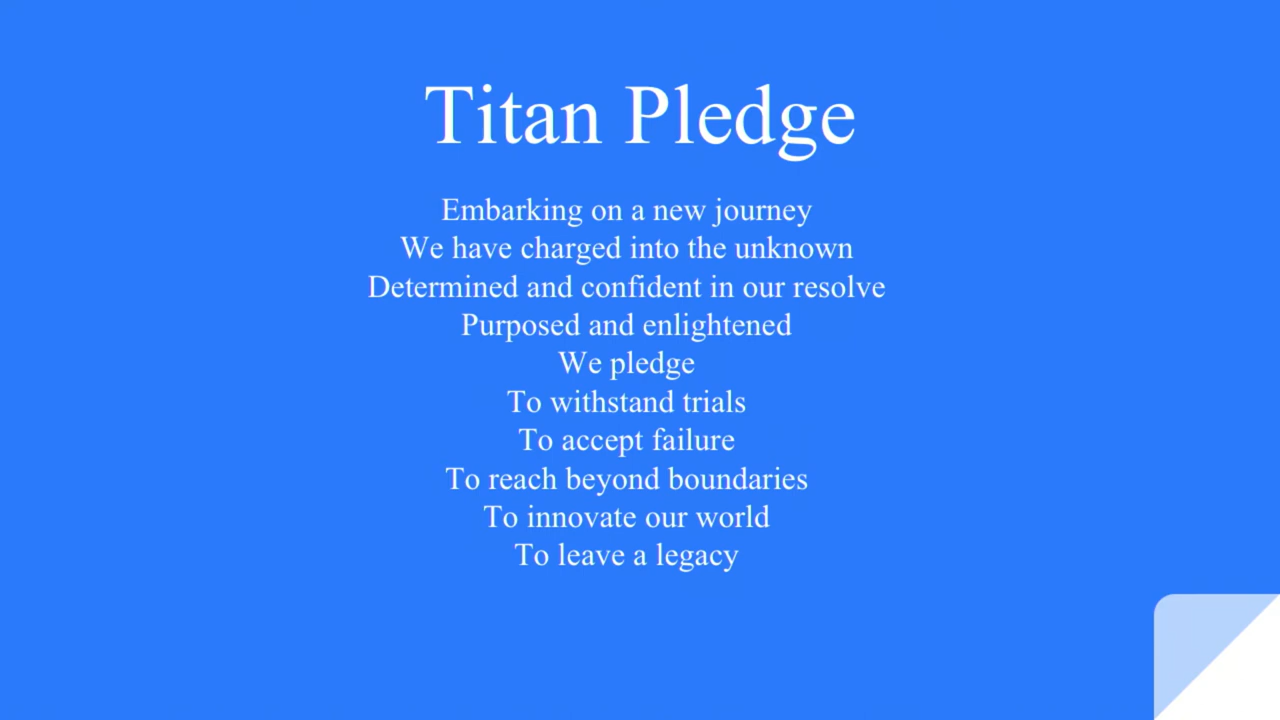 Titan Pledge
Embarking on a new journey
We have charged into the unknown
Determined and confident in our resolve
Purposed and enlightened
We pledge
To withstand trials
To accept failure
To reach beyond boundaries
To innovate our world
To leave a legacy